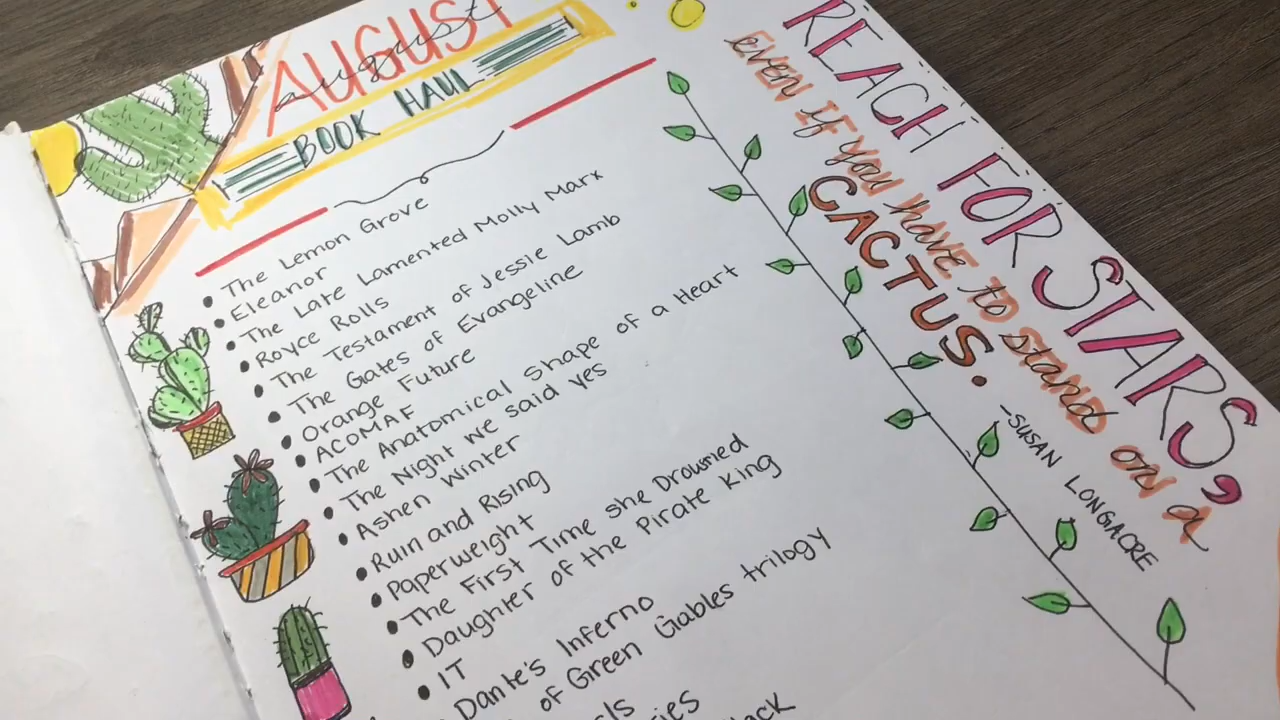 AUGUST
august
BOOK HAUL
The Lemon Grove
Eleanor
The Late Lamented Molly Marx
Royce Rolls
The Testament of Jessie Lamb
The Gates of Evangeline
Orange Future
ACOMAF
The Anatomical Shape of a Heart
The Night we said yes
Ashen Winter
Ruin and Rising
Paperweight
The First Time she Drowned
Daughter of the Pirate King
IT
Dante's Inferno
of Green Gables trilogy
REACH FOR STARS,
even if you have to stand on a
CACTUS.
-SUSAN LONGACRE